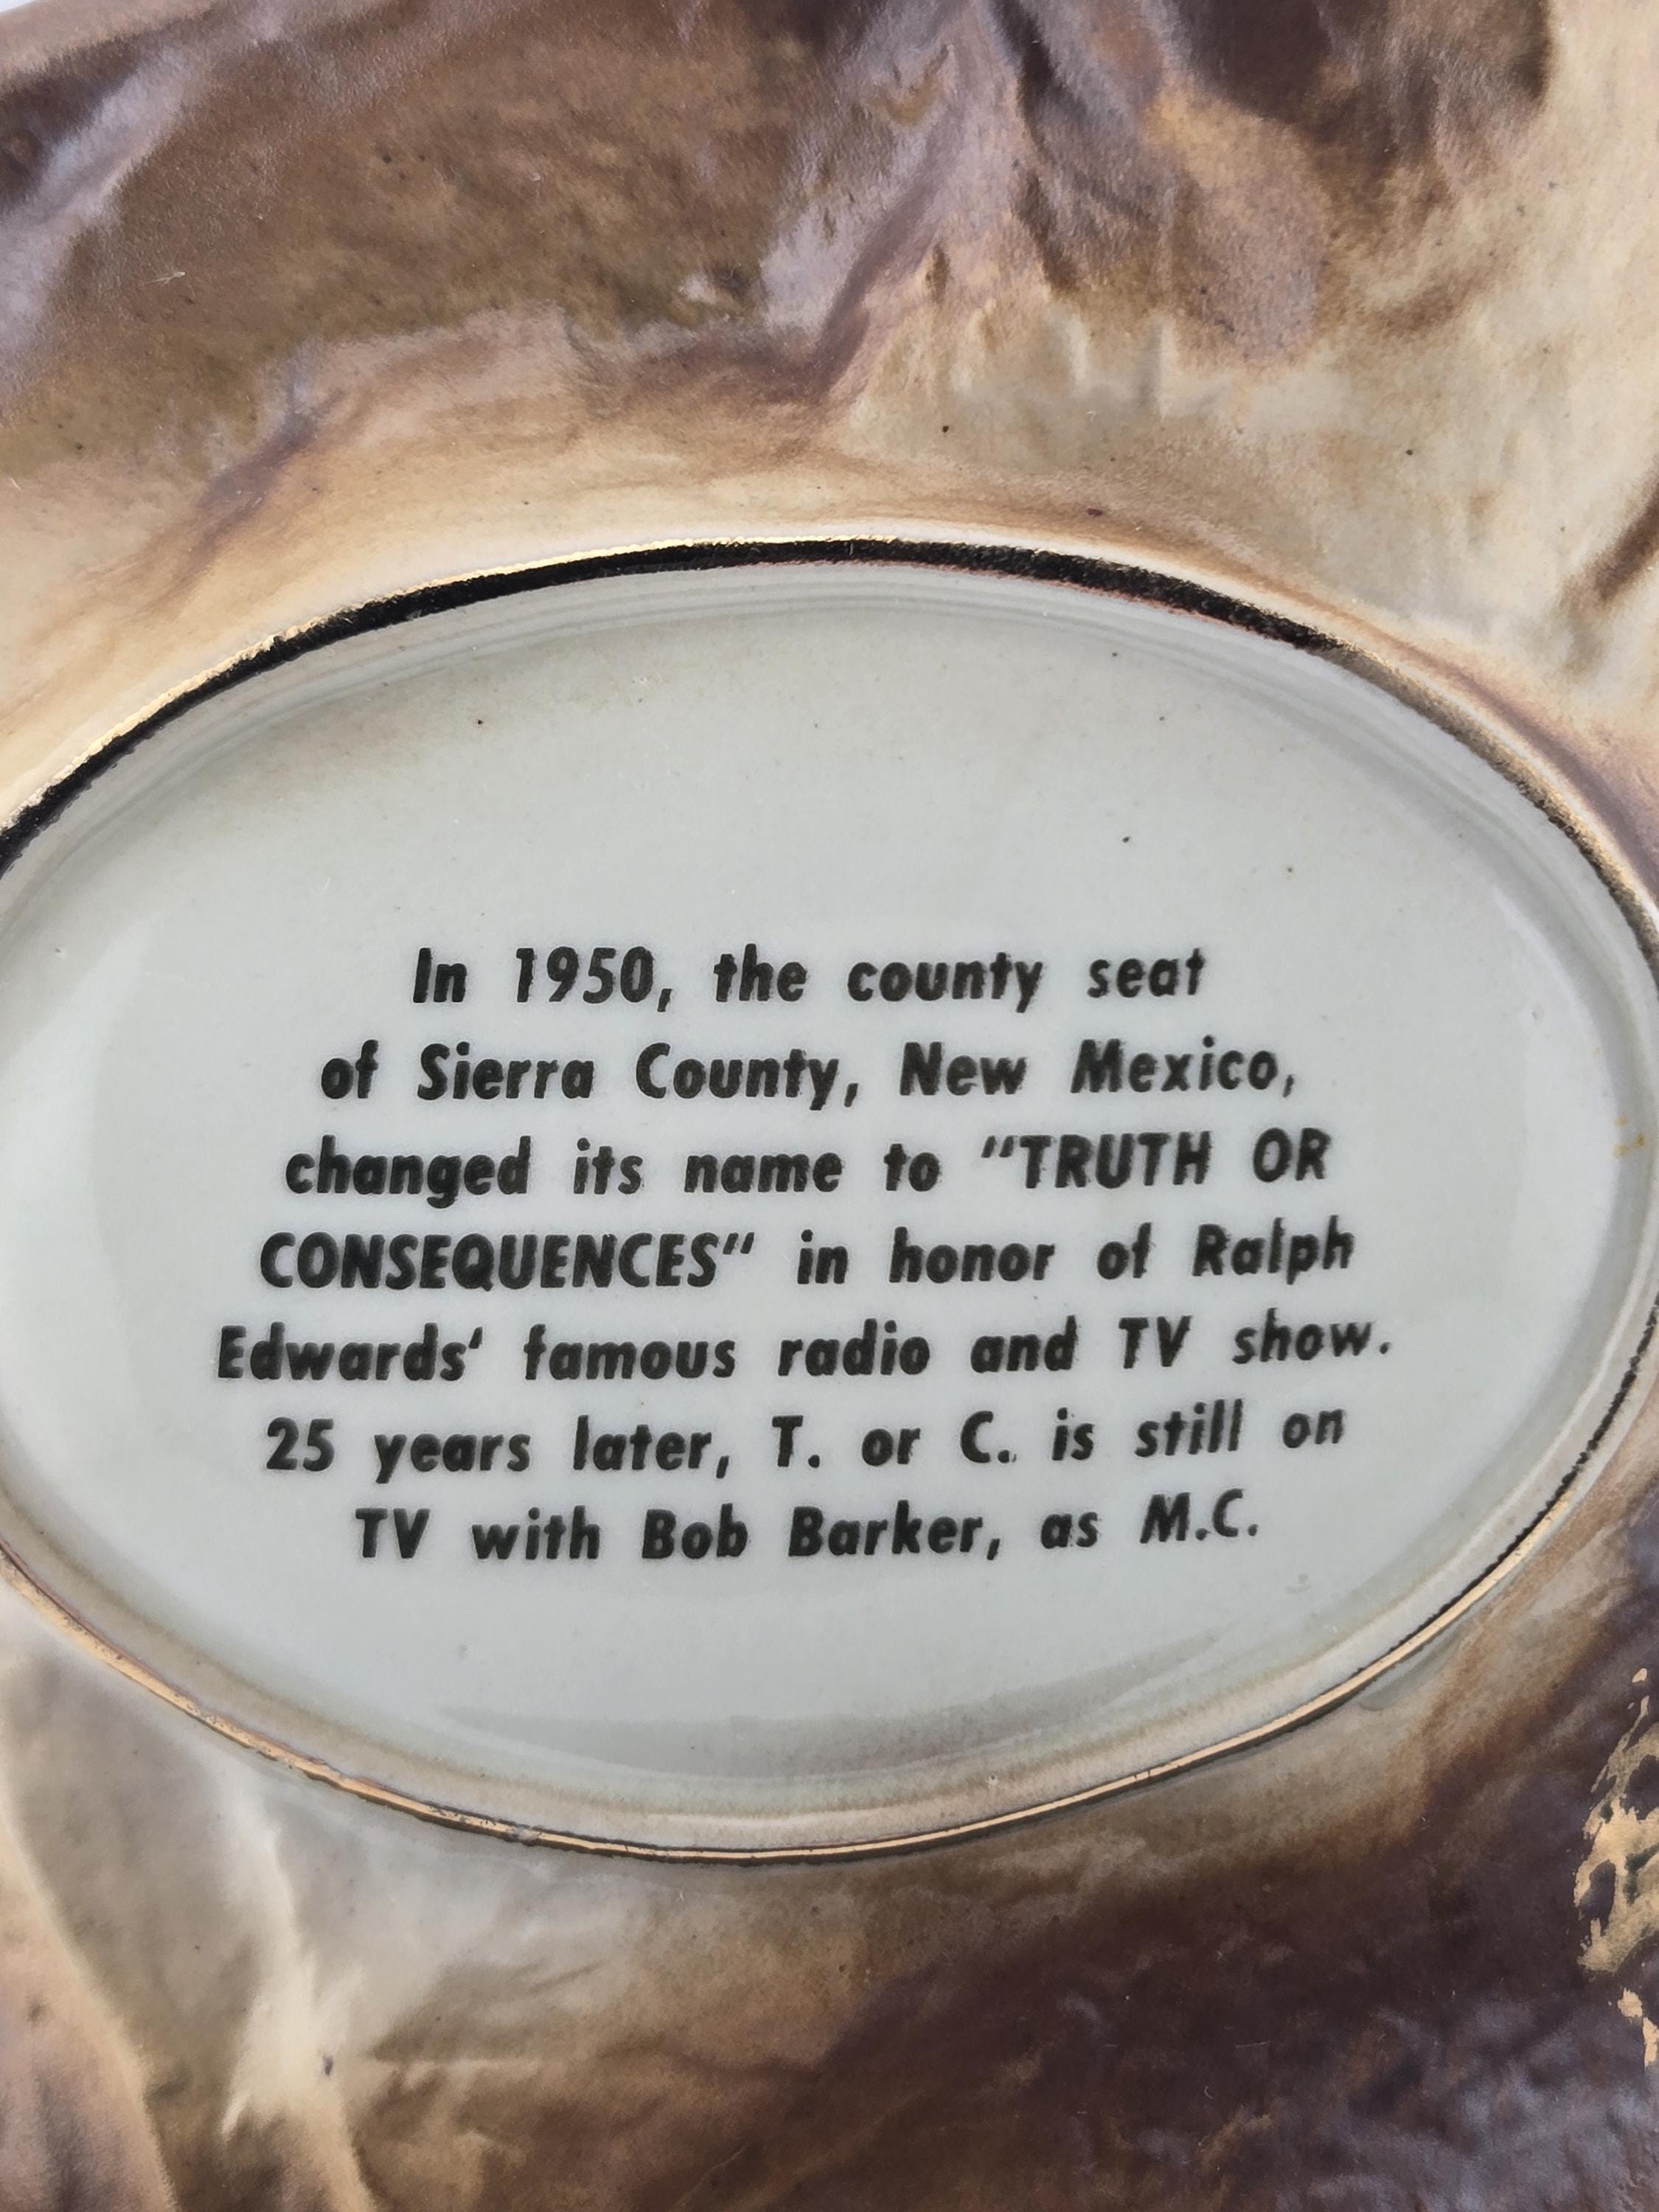 In 1950, the county seat
of Sierra County, New Mexico,
changed its name to "TRUTH OR
CONSEQUENCES" in honor of Ralph
Edwards' famous radio and TV show.
25 years later, T. or C. is still on
TV with Bob Barker, as M.C.